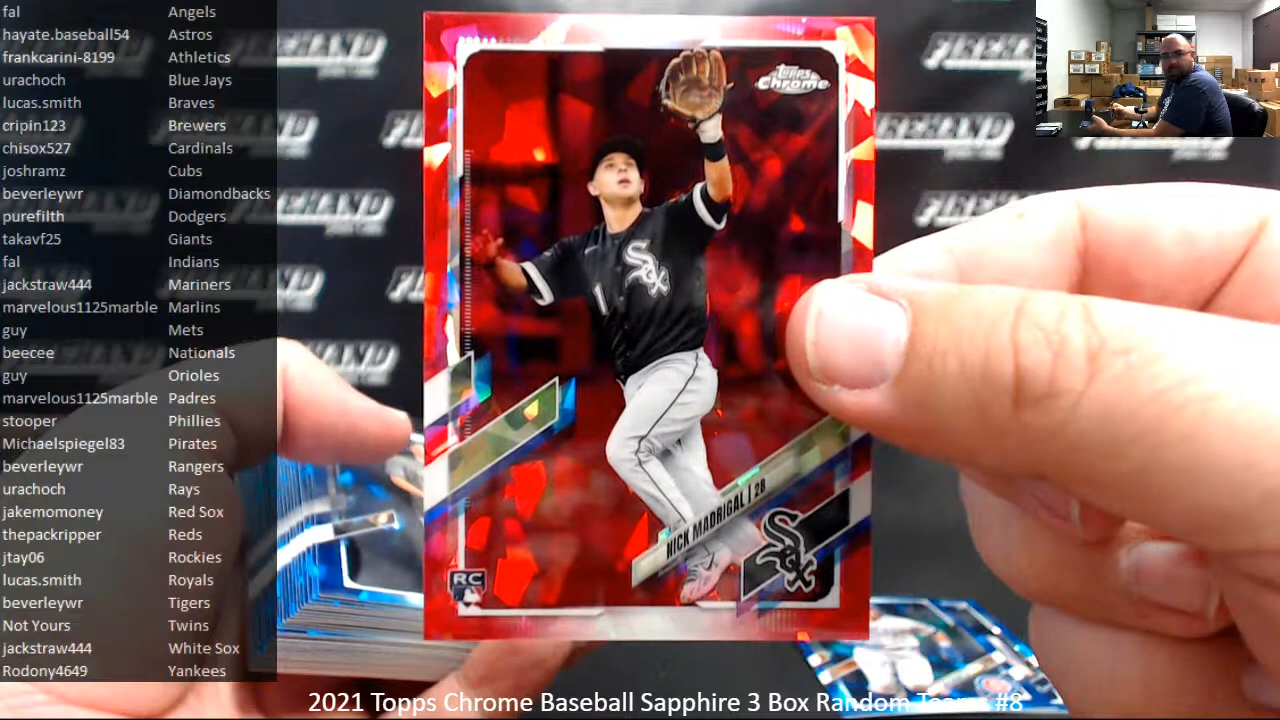 fal Angels
hayate.baseball54 Astros
frankcarini-8199 Athletics
urachoch Blue Jays
lucas.smith Braves
cripin123 Brewers
chisox527 Cardinals
joshramz Cubs
beverleywr Diamondbacks
purefilth Dodgers
takavf25 Giants
fal Indians
jackstraw444 Mariners
marvelous1125marble Marlins
guy Mets
beecee Nationals
guy Orioles
marvelous1125marble Padres
stooper Phillies
Michaelspiegel83 Pirates
beverleywr Rangers
urachoch Rays
jakemomoney Red Sox
thepackripper Reds
jtay06 Rockies
lucas.smith Royals
beverleywr Tigers
Not Yours Twins
jackstraw444 White Sox
Rodony4649 Yankees
FIREHAND
Topps Chrome
Sox
1
NICK MADRIGAL | 2B
Sox
RC
2021 Topps Chrome Baseball Sapphire 3 Box Random Teams #8